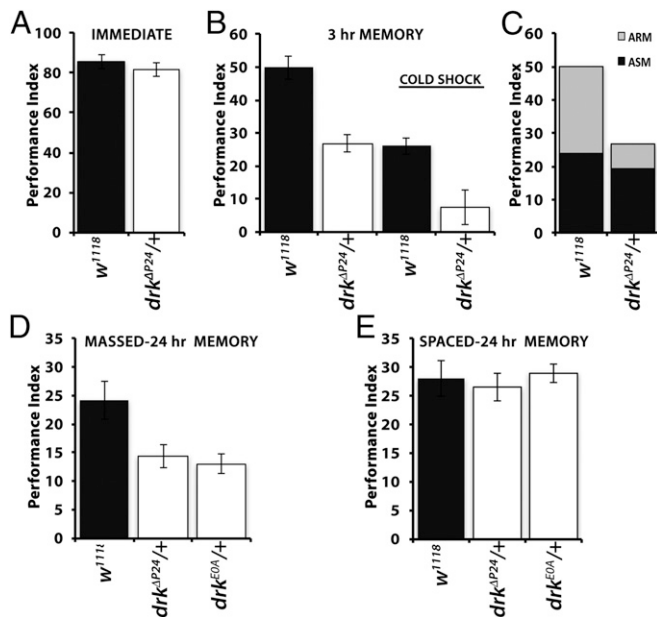 A
IMMEDIATE
Performance Index
100
80
60
40
20
0
w1118
drkΔP24/+
B
3 hr MEMORY
COLD SHOCK
Performance Index
60
50
40
30
20
10
0
w1118
drkΔP24/+
w1118
drkΔP24/+
C
ARM
ASM
Performance Index
60
50
40
30
20
10
0
w1118
drkΔP24/+
D
MASSED-24 hr MEMORY
Performance Index
35
30
25
20
15
10
5
0
drkΔP24/+
drkE0A/+
E
SPACED-24 hr MEMORY
Performance Index
35
30
25
20
15
10
5
0
w1118
drkΔP24/+
drkE0A/+